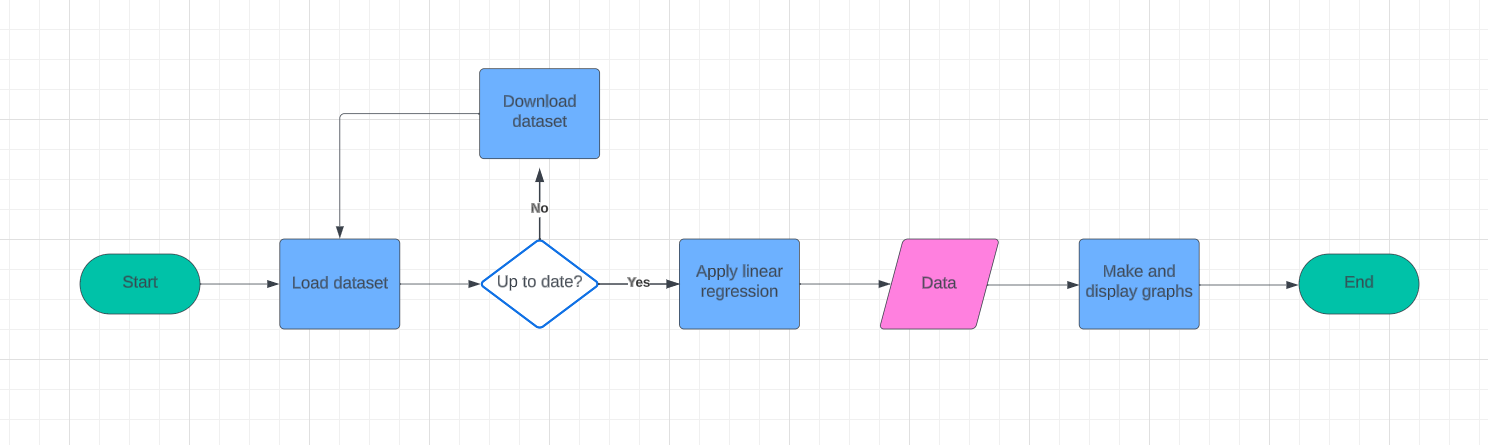 Download
dataset
No
Start
Load dataset
Up to date?
Yes
Apply linear
regression
Data
Make and
display graphs
End